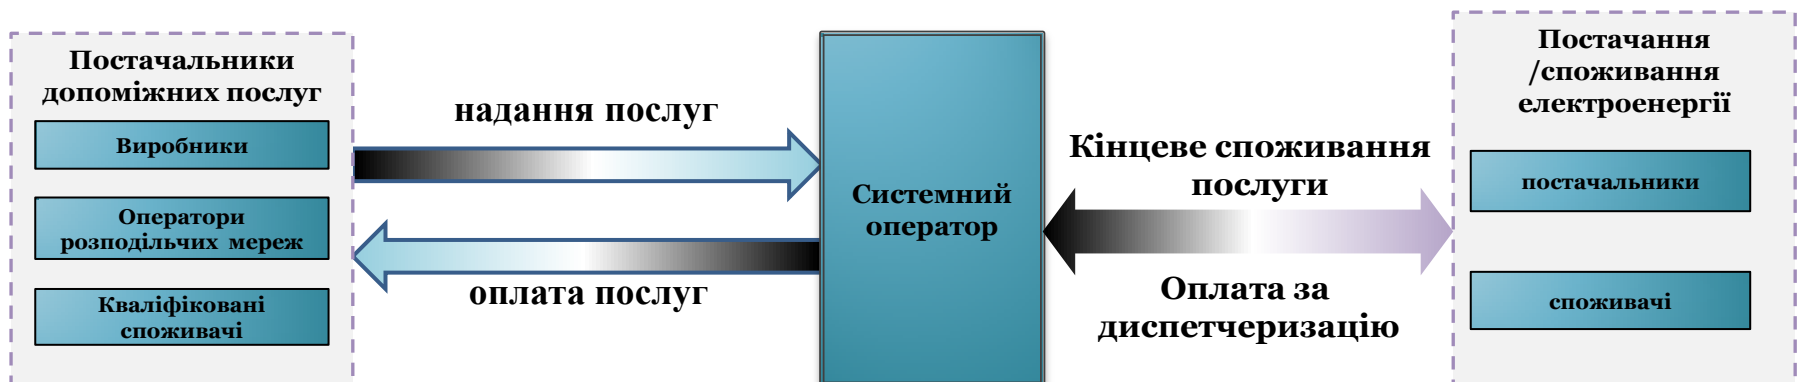 Постачальники
допоміжних послуг
Виробники
Оператори
розподільчих мереж
Кваліфіковані
споживачі
надання послуг
оплата послуг
Системний
оператор
Кінцеве споживання
послуги
Оплата за
диспетчеризацію
Постачання
/споживання
електроенергії
постачальники
споживачі